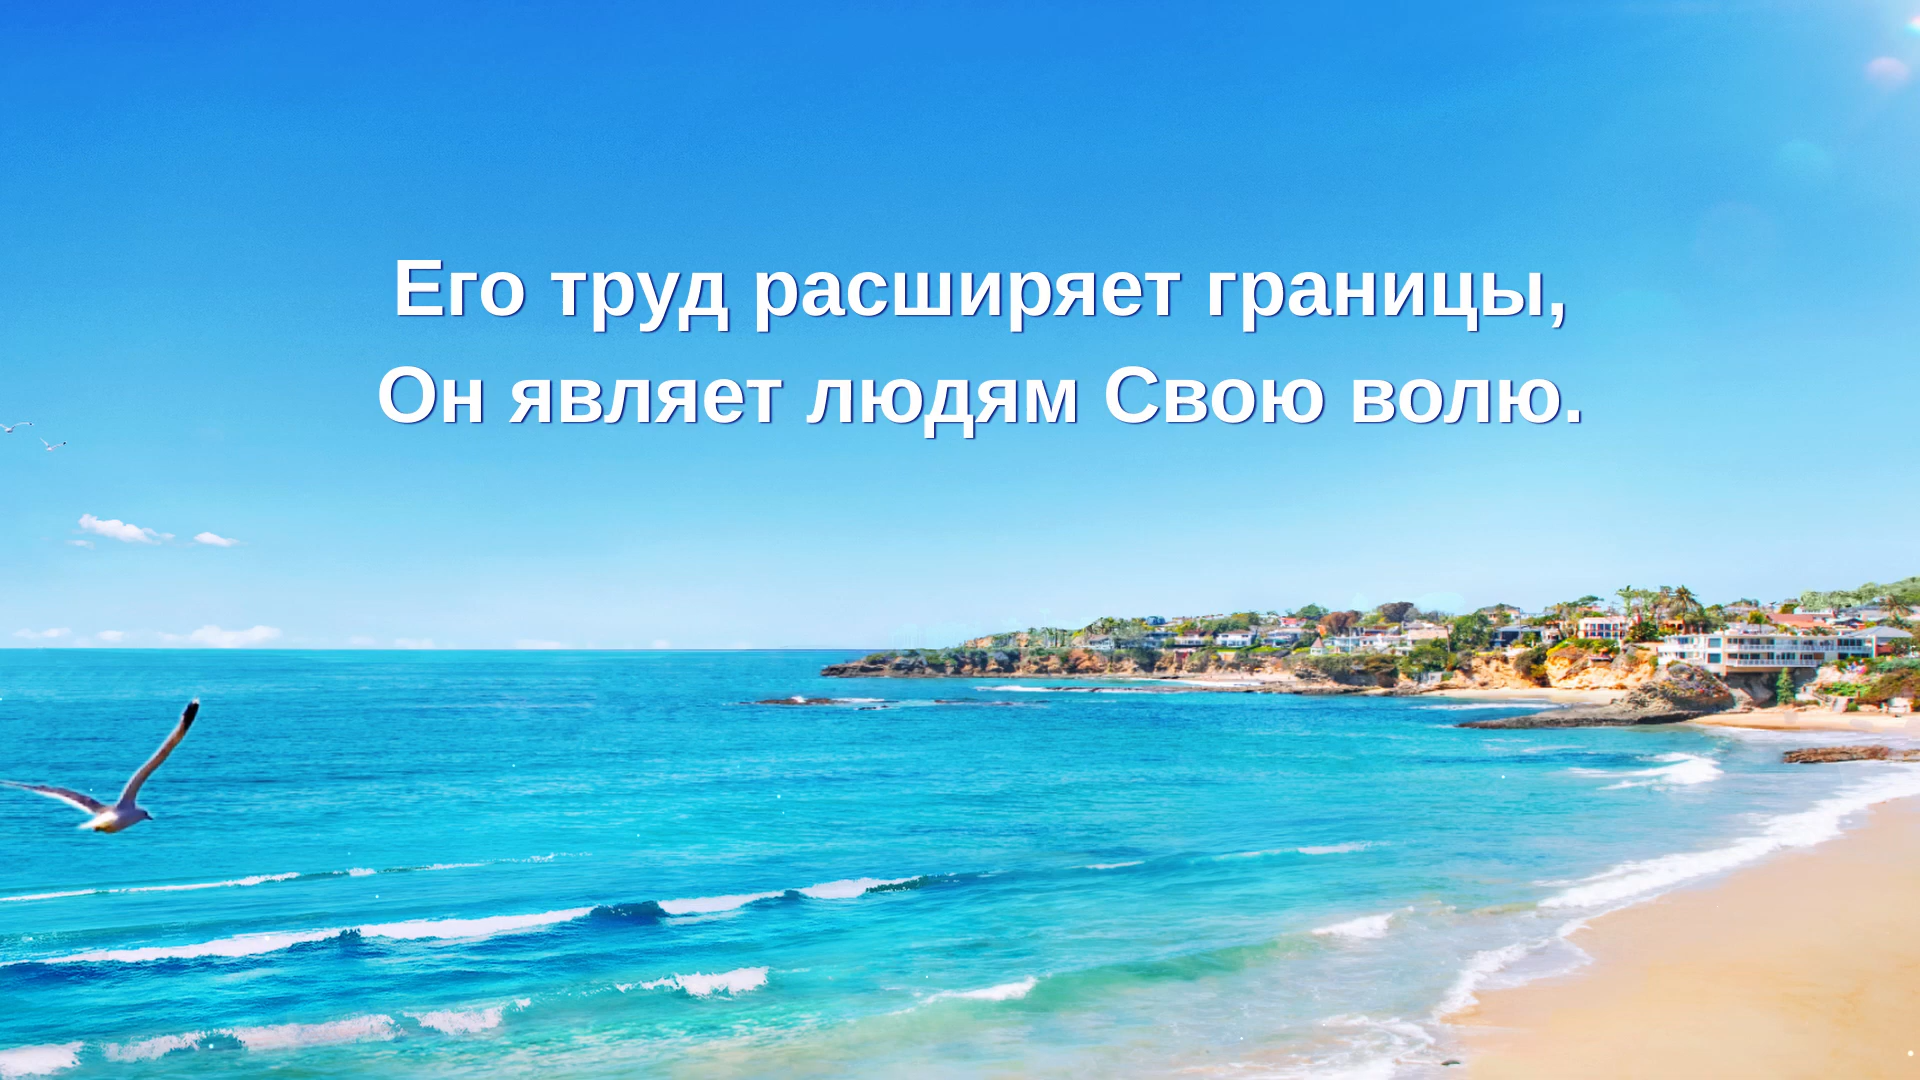 Его труд расширяет границы,
Он являет людям Свою волю.